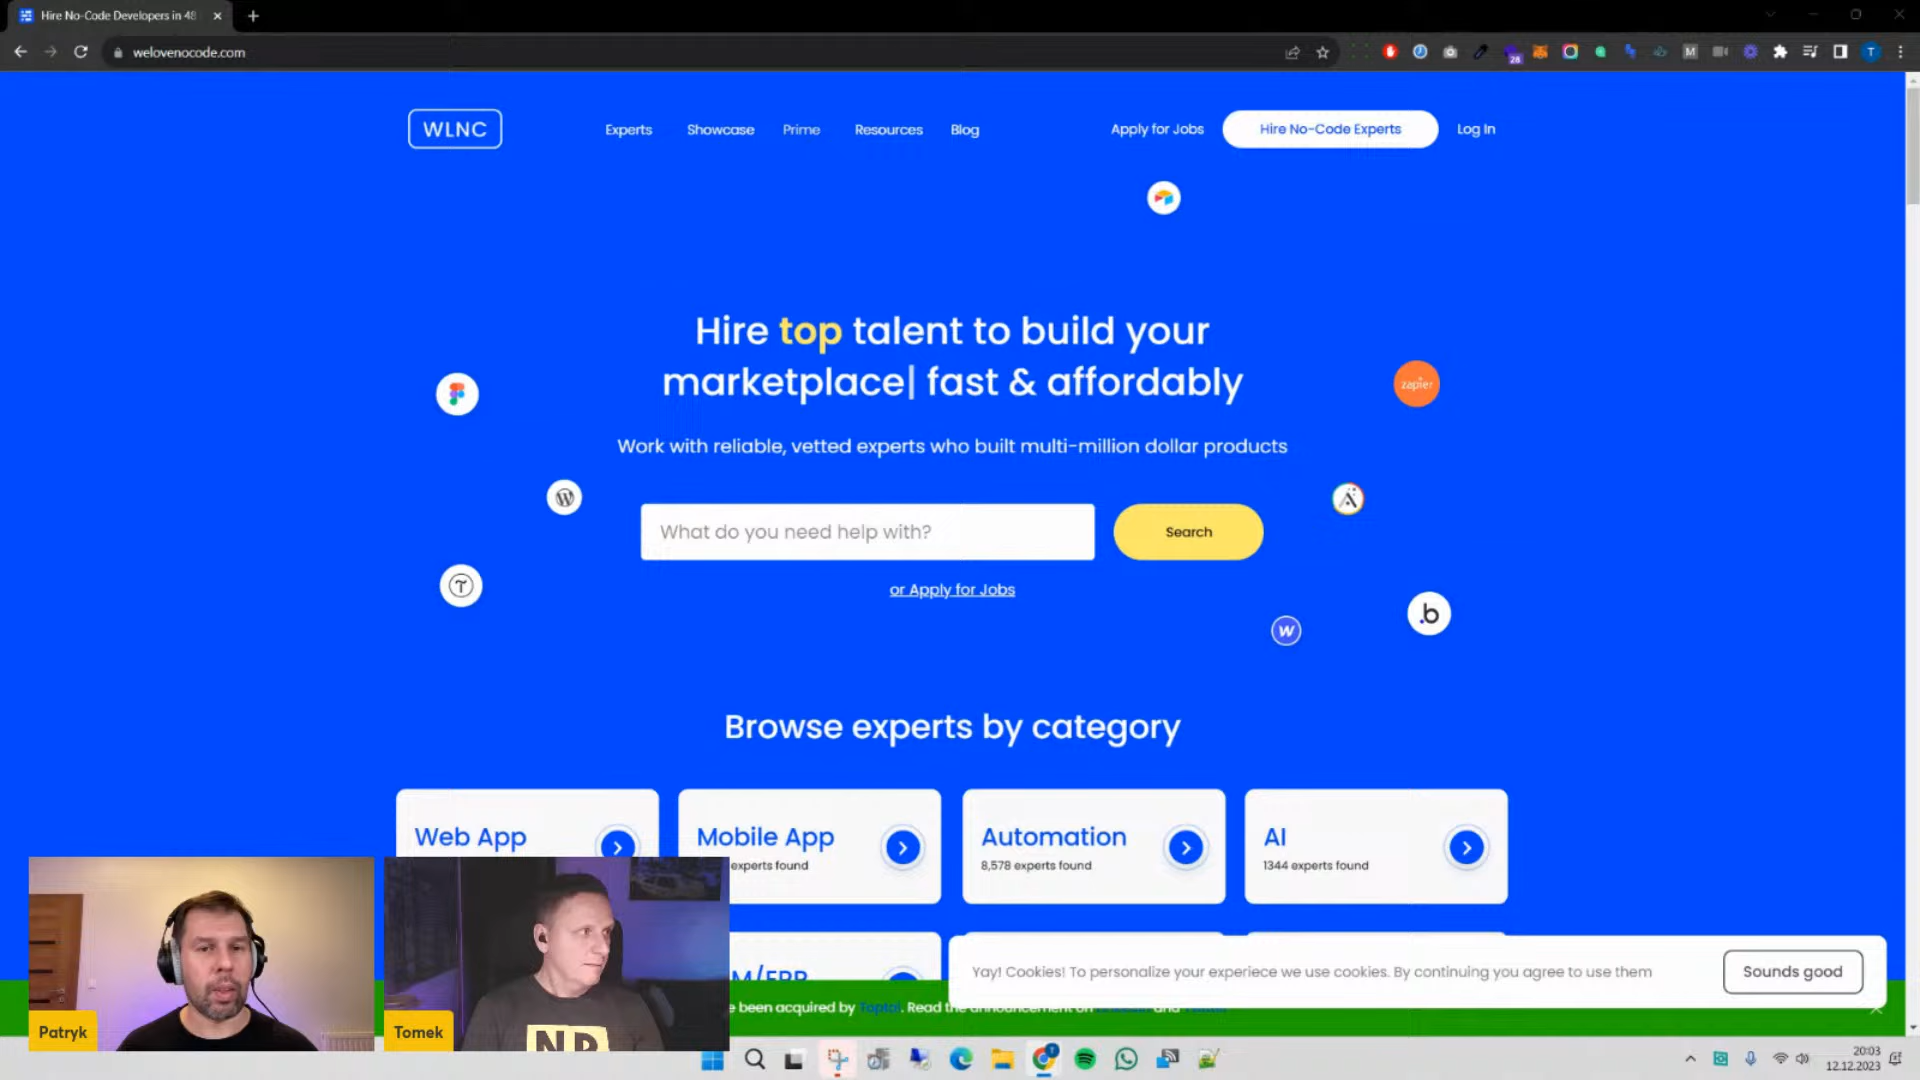 Hire No-Code Developers in 48
welovenocode.com
28
M
T
WLNC
Experts
Showcase
Prime
Resources
Blog
Apply for Jobs
Hire No-Code Experts
Log In
Hire top talent to build your
marketplace| fast & affordably
zapier
Work with reliable, vetted experts who built multi-million dollar products
What do you need help with?
Search
or Apply for Jobs
.b
W
Browse experts by category
Web App
Mobile App
experts found
Automation
8,578 experts found
AI
1344 experts found
Yay! Cookies! To personalize your experiece we use cookies. By continuing you agree to use them
Sounds good
been acquired by Toptal. Read the announcement on and
Patryk
Tomek
20:03
12.12.2023